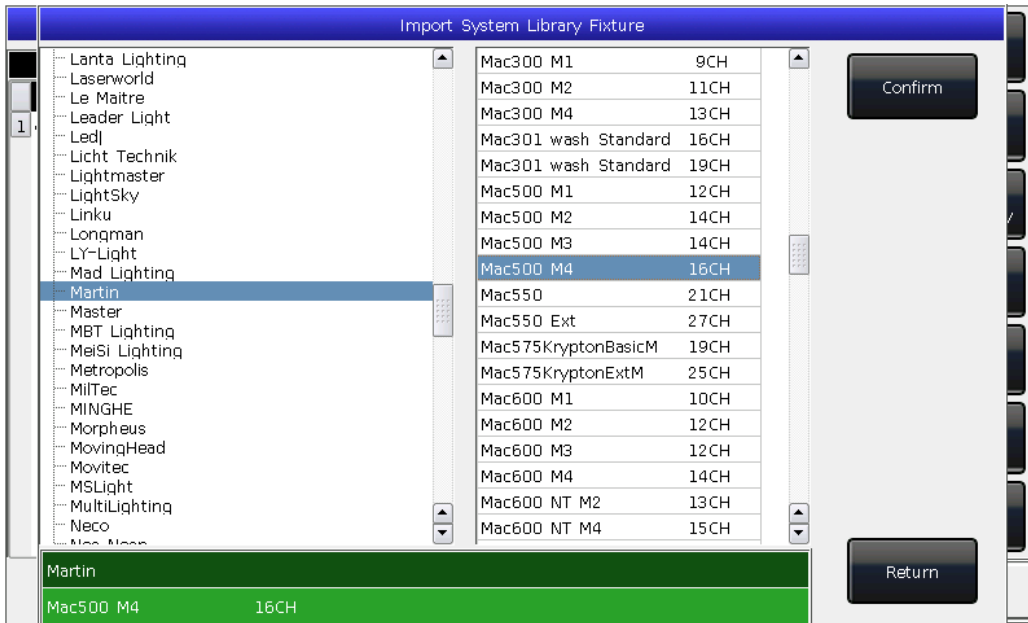 Import System Library Fixture
Lanta Lighting
Laserworld
Le Maitre
Leader Light
Led|
Licht Technik
Lightmaster
LightSky
Linku
Longman
LY-Light
Mad Lighting
Martin
Master
MBT Lighting
MeiSi Lighting
Metropolis
MilTec
MINGHE
Morpheus
MovingHead
Movitec
MSLight
MultiLighting
Neco
Mac300 M1 9CH
Mac300 M2 11CH
Mac300 M4 13CH
Mac301 wash Standard 16CH
Mac301 wash Standard 19CH
Mac500 M1 12CH
Mac500 M2 14CH
Mac500 M3 14CH
Mac500 M4 16CH
Mac550 21CH
Mac550 Ext 27CH
Mac575KryptonBasicM 19CH
Mac575KryptonExtM 25CH
Mac600 M1 10CH
Mac600 M2 12CH
Mac600 M3 12CH
Mac600 M4 14CH
Mac600 NT M2 13CH
Mac600 NT M4 15CH
Confirm
Return
Martin
Mac500 M4 16CH
1